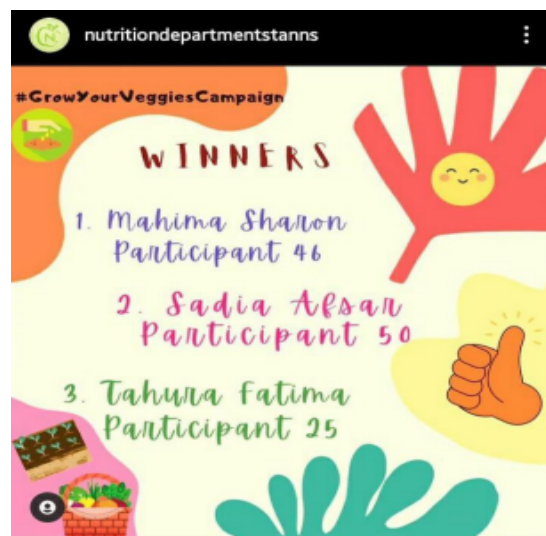 nutritiondepartmentstanns
#GrowYourVeggiesCampaign
WINNERS
1. Mahima Sharon
Participant 46
2. Sadia Afsar
Participant 50
3. Tahura Fatima
Participant 25